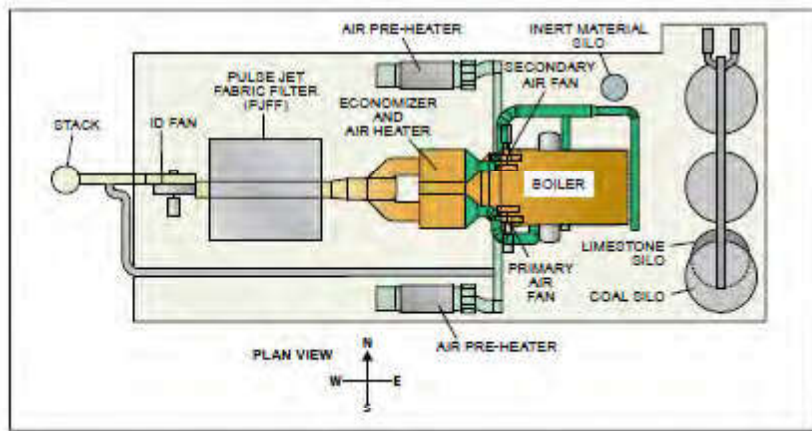 AIR PRE-HEATER
INERT MATERIAL
SILO
SECONDARY
AIR FAN
PULSE JET
FABRIC FILTER
(PJFF)
ECONOMIZER
AND
AIR HEATER
ID FAN
STACK
BOILER
LIMESTONE
SILO
PRIMARY
AIR
FAN
COAL SILO
AIR PRE-HEATER
PLAN VIEW
N
W
E
S